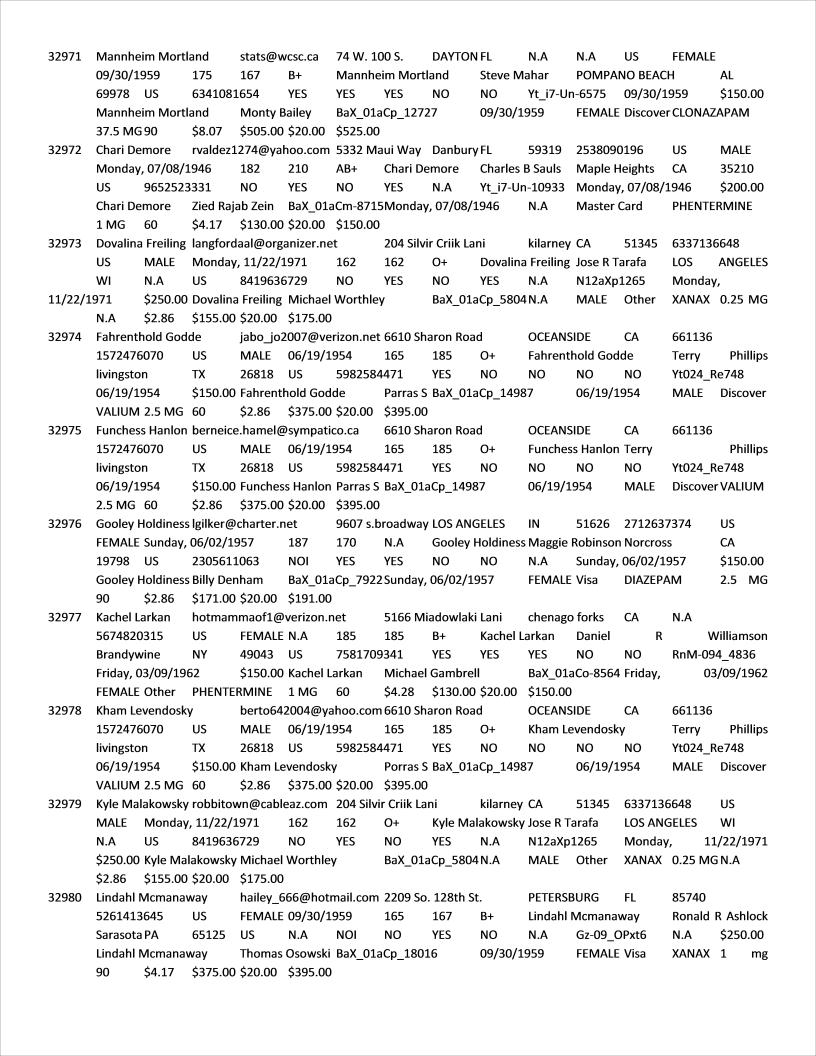 32971 Mannheim Mortland stats@wcsc.ca 74 W. 100 S. DAYTON FL N.A N.A US FEMALE
09/30/1959 175 167 B+ Mannheim Mortland Steve Mahar POMPANO BEACH AL
69978 US 6341081654 YES YES YES NO NO Yt_i7-Un-6575 09/30/1959 $150.00
Mannheim Mortland Monty Bailey BaX_01aCp_12727 09/30/1959 FEMALE Discover CLONAZAPAM
37.5 MG 90 $8.07 $505.00 $20.00 $525.00
32972 Chari Demore rvaldez1274@yahoo.com 5332 Maui Way Danbury FL 59319 2538090196 US MALE
Monday, 07/08/1946 182 210 AB+ Chari Demore Charles B Sauls Maple Heights CA 35210
US 9652523331 NO YES NO YES N.A Yt_i7-Un-10933 Monday, 07/08/1946 $200.00
Chari Demore Zied Rajab Zein BaX_01aCm-8715 Monday, 07/08/1946 N.A Master Card PHENTERMINE
1 MG 60 $4.17 $130.00 $20.00 $150.00
32973 Dovalina Freiling langfordaal@organizer.net 204 Silvir Criik Lani kilarney CA 51345 6337136648
US MALE Monday, 11/22/1971 162 162 O+ Dovalina Freiling Jose R Tarafa LOS ANGELES
WI N.A US 8419636729 NO YES NO YES N.A N12aXp1265 Monday,
11/22/1971 $250.00 Dovalina Freiling Michael Worthley BaX_01aCp_5804 N.A MALE Other XANAX 0.25 MG
N.A $2.86 $155.00 $20.00 $175.00
32974 Fahrenthold Godde jabo_jo2007@verizon.net 6610 Sharon Road OCEANSIDE CA 661136
1572476070 US MALE 06/19/1954 165 185 O+ Fahrenthold Godde Terry Phillips
livingston TX 26818 US 5982584471 YES NO NO NO NO Yt024_Re748
06/19/1954 $150.00 Fahrenthold Godde Parras S BaX_01aCp_14987 06/19/1954 MALE Discover
VALIUM 2.5 MG 60 $2.86 $375.00 $20.00 $395.00
32975 Funchess Hanlon berneice.hamel@sympatico.ca 6610 Sharon Road OCEANSIDE CA 661136
1572476070 US MALE 06/19/1954 165 185 O+ Funchess Hanlon Terry Phillips
livingston TX 26818 US 5982584471 YES NO NO NO NO Yt024_Re748
06/19/1954 $150.00 Funchess Hanlon Parras S BaX_01aCp_14987 06/19/1954 MALE Discover VALIUM
2.5 MG 60 $2.86 $375.00 $20.00 $395.00
32976 Gooley Holdiness lgilker@charter.net 9607 s.broadway LOS ANGELES IN 51626 2712637374 US
FEMALE Sunday, 06/02/1957 187 170 N.A Gooley Holdiness Maggie Robinson Norcross CA
19798 US 2305611063 NOI YES YES NO NO N.A Sunday, 06/02/1957 $150.00
Gooley Holdiness Billy Denham BaX_01aCp_7922 Sunday, 06/02/1957 FEMALE Visa DIAZEPAM 2.5 MG
90 $2.86 $171.00 $20.00 $191.00
32977 Kachel Larkan hotmammaof1@verizon.net 5166 Miadowlaki Lani chenago forks CA N.A
5674820315 US FEMALE N.A 185 185 B+ Kachel Larkan Daniel R Williamson
Brandywine NY 49043 US 7581709341 YES YES YES NO NO RnM-094_4836
Friday, 03/09/1962 $150.00 Kachel Larkan Michael Gambrell BaX_01aCo-8564 Friday, 03/09/1962
FEMALE Other PHENTERMINE 1 MG 60 $4.28 $130.00 $20.00 $150.00
32978 Kham Levendosky berto642004@yahoo.com 6610 Sharon Road OCEANSIDE CA 661136
1572476070 US MALE 06/19/1954 165 185 O+ Kham Levendosky Terry Phillips
livingston TX 26818 US 5982584471 YES NO NO NO NO Yt024_Re748
06/19/1954 $150.00 Kham Levendosky Porras S BaX_01aCp_14987 06/19/1954 MALE Discover
VALIUM 2.5 MG 60 $2.86 $375.00 $20.00 $395.00
32979 Kyle Malakowsky robbitown@cableaz.com 204 Silvir Criik Lani kilarney CA 51345 6337136648 US
MALE Monday, 11/22/1971 162 162 O+ Kyle Malakowsky Jose R Tarafa LOS ANGELES WI
N.A US 8419636729 NO YES NO YES N.A N12aXp1265 Monday, 11/22/1971
$250.00 Kyle Malakowsky Michael Worthley BaX_01aCp_5804 N.A MALE Other XANAX 0.25 MG N.A
$2.86 $155.00 $20.00 $175.00
32980 Lindahl Mcmanaway hailey_666@hotmail.com 2209 So. 128th St. PETERSBURG FL 85740
5261413645 US FEMALE 09/30/1959 165 167 B+ Lindahl Mcmanaway Ronald R Ashlock
Sarasota PA 65125 US N.A NOI NO YES NO N.A Gz-09_OPxt6 N.A $250.00
Lindahl Mcmanaway Thomas Osowski BaX_01aCp_18016 09/30/1959 FEMALE Visa XANAX 1 mg
90 $4.17 $375.00 $20.00 $395.00